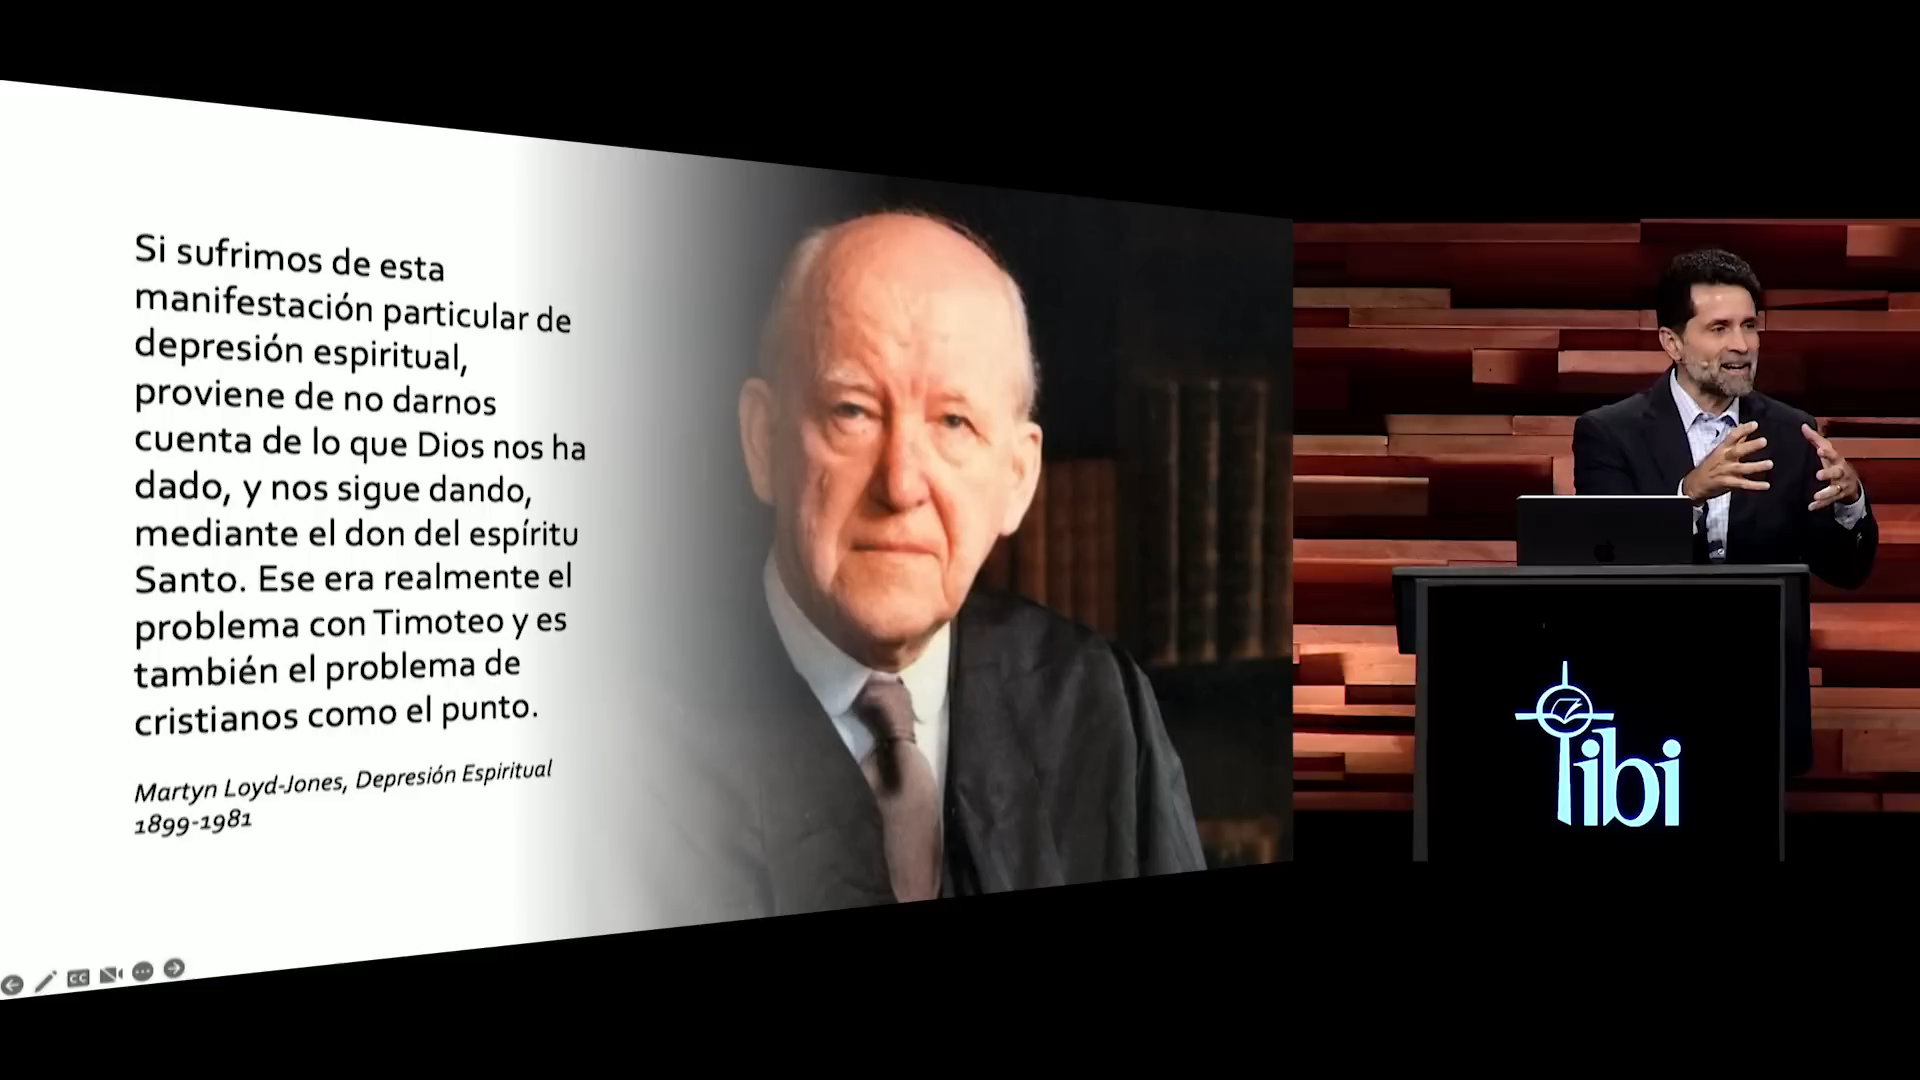 Si sufrimos de esta
manifestación particular de
depresión espiritual,
proviene de no darnos
cuenta de lo que Dios nos ha
dado, y nos sigue dando,
mediante el don del espíritu
Santo. Ese era realmente el
problema con Timoteo y es
también el problema de
cristianos como el punto.
Martyn Loyd-Jones, Depresión Espiritual
1899-1981
CC
ibi